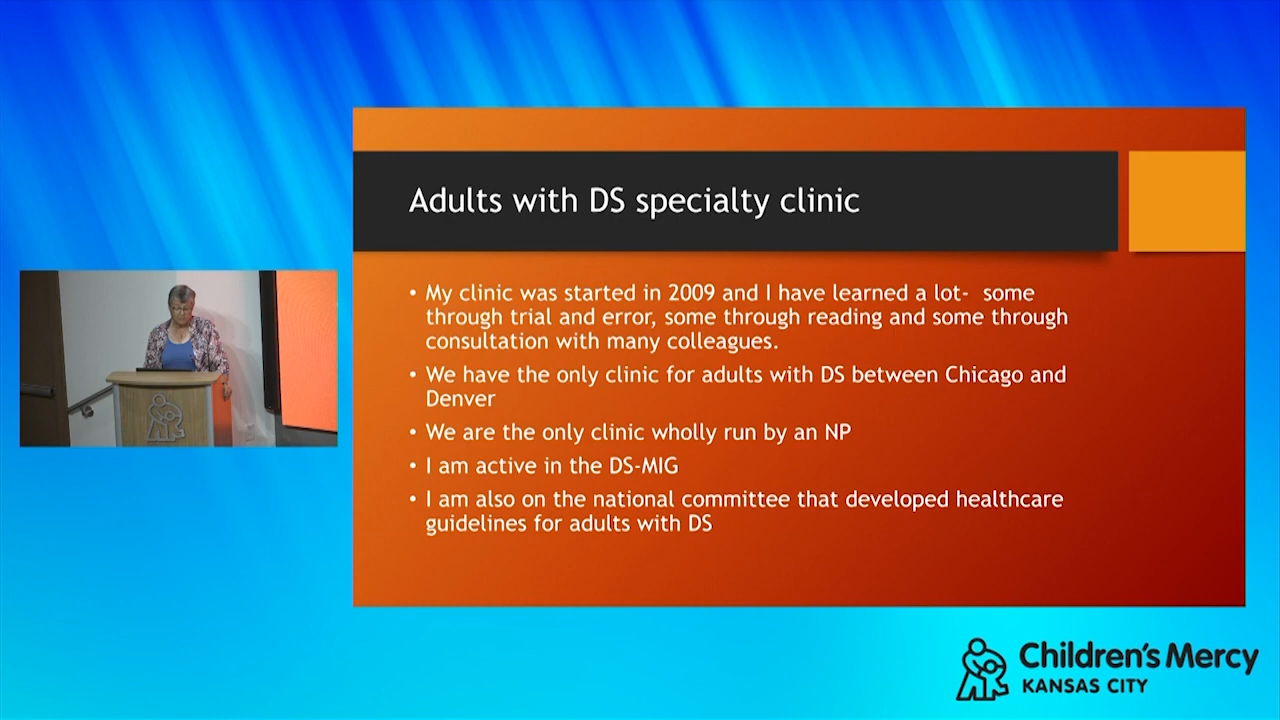 Adults with DS specialty clinic
• My clinic was started in 2009 and I have learned a lot-  some
through trial and error, some through reading and some through
consultation with many colleagues.
• We have the only clinic for adults with DS between Chicago and
Denver
• We are the only clinic wholly run by an NP
• I am active in the DS-MIG
• I am also on the national committee that developed healthcare
guidelines for adults with DS
Children's Mercy
KANSAS CITY